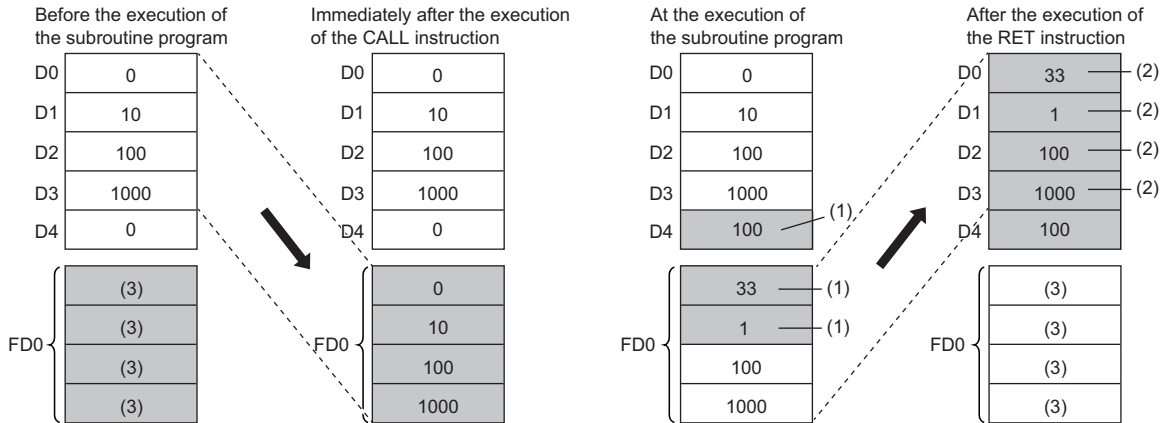 Before the execution of
the subroutine program
D0 0
D1 10
D2 100
D3 1000
D4 0
FD0
(3)
(3)
(3)
(3)
Immediately after the execution
of the CALL instruction
D0 0
D1 10
D2 100
D3 1000
D4 0
FD0
0
10
100
1000
At the execution of
the subroutine program
D0 0
D1 10
D2 100
D3 1000
D4 100 (1)
FD0
33 (1)
1 (1)
100
1000
After the execution of
the RET instruction
D0 33 (2)
D1 1 (2)
D2 100 (2)
D3 1000 (2)
D4 100
FD0
(3)
(3)
(3)
(3)